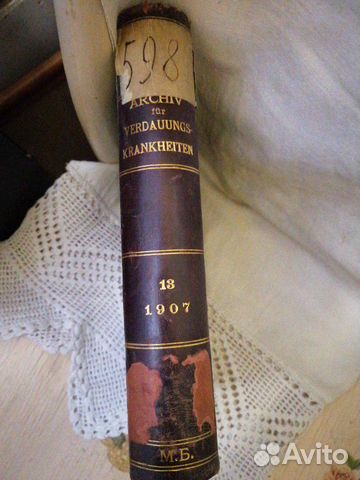 598
ARCHIV
für
VERDAUUNGS-
KRANKHEITEN
13
1907
М.Б.
Avito